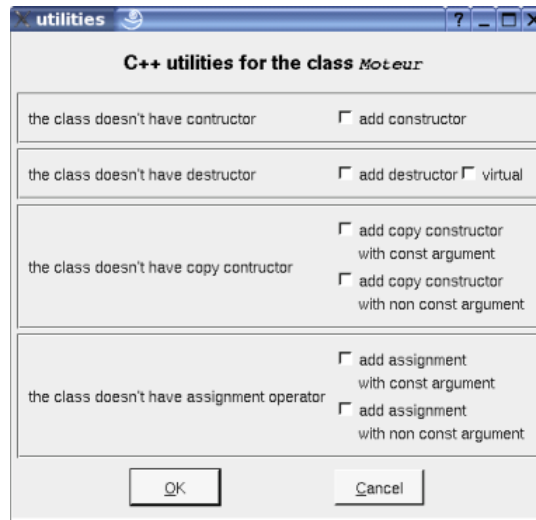 utilities
C++ utilities for the class Moteur
the class doesn't have contructor
add constructor
the class doesn't have destructor
add destructor
virtual
the class doesn't have copy contructor
add copy constructor
with const argument
add copy constructor
with non const argument
the class doesn't have assignment operator
add assignment
with const argument
add assignment
with non const argument
OK
Cancel